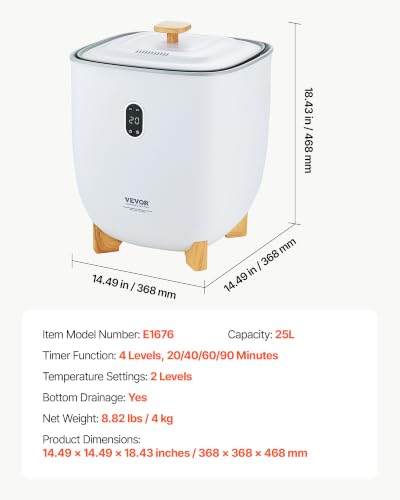 20
VEVOR
18.43 in / 468 mm
14.49 in / 368 mm
14.49 in / 368 mm
Item Model Number: E1676 Capacity: 25L
Timer Function: 4 Levels, 20/40/60/90 Minutes
Temperature Settings: 2 Levels
Bottom Drainage: Yes
Net Weight: 8.82 lbs / 4 kg
Product Dimensions:
14.49 × 14.49 × 18.43 inches / 368 × 368 × 468 mm